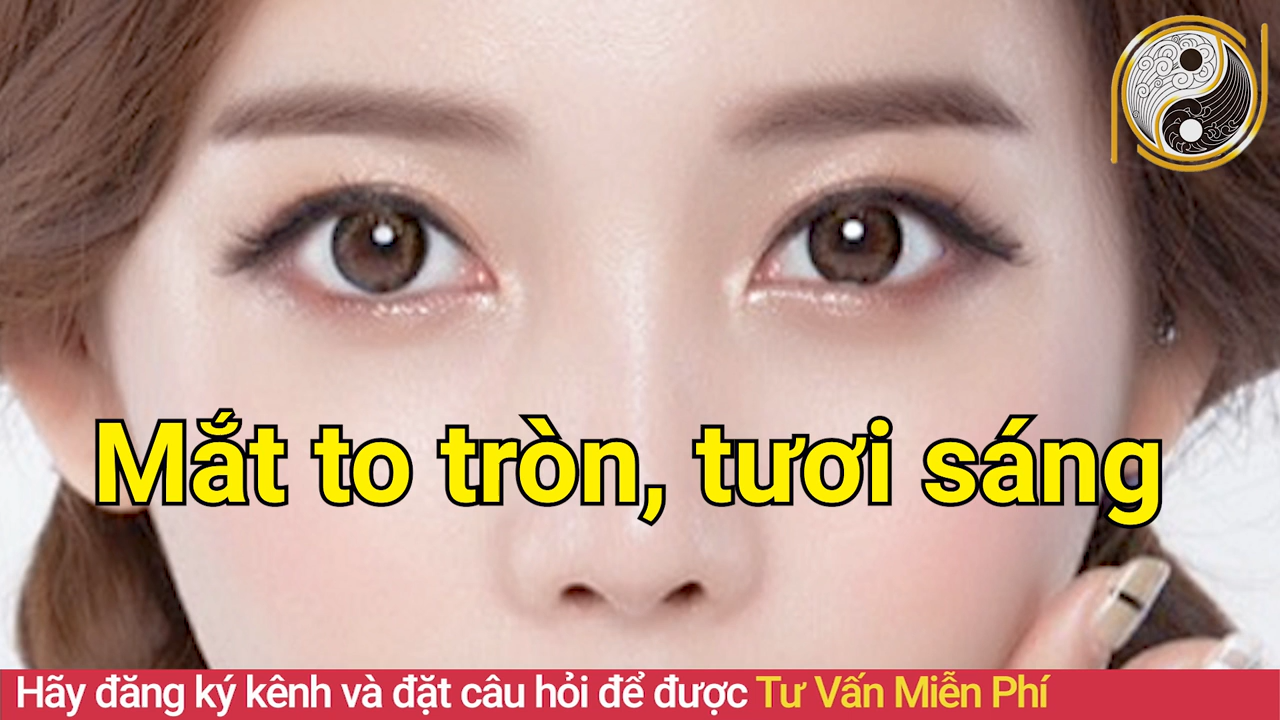 Mắt to tròn, tươi sáng
Hãy đăng ký kênh và đặt câu hỏi để được Tư Vấn Miễn Phí